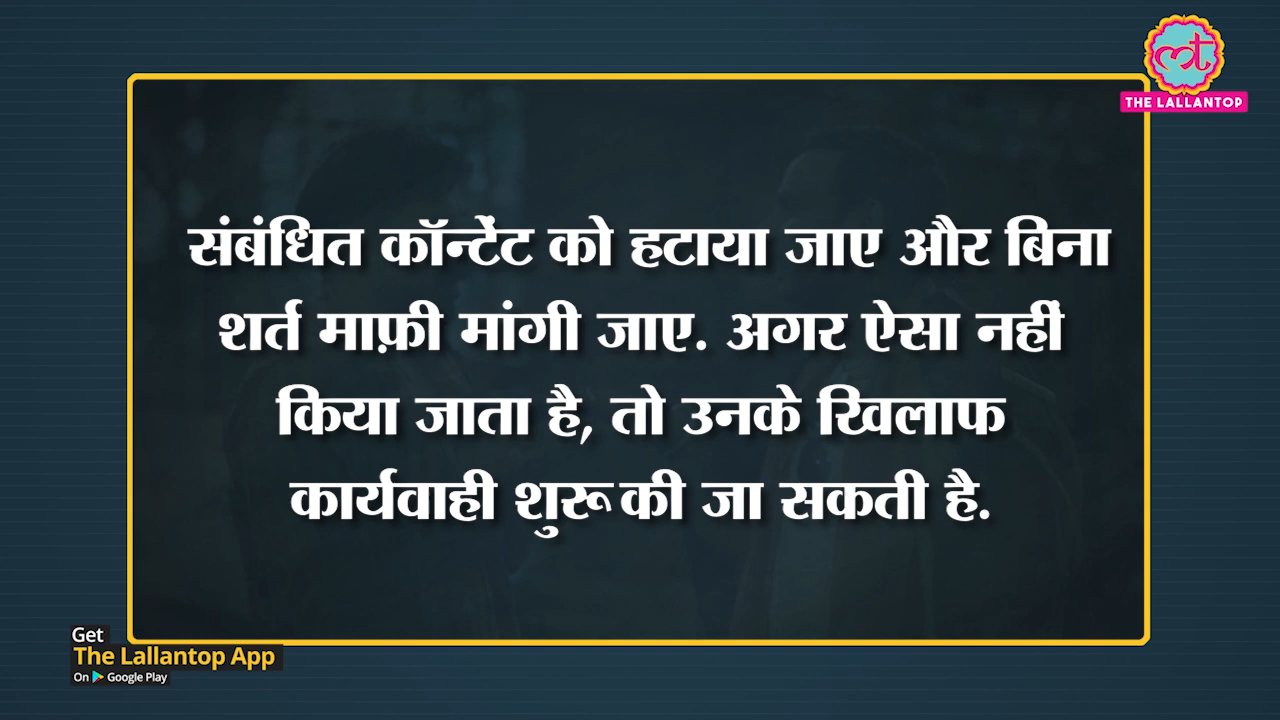 THE LALLANTOP
संबंधित कॉन्टेंट को हटाया जाए और बिना
शर्त माफ़ी मांगी जाए. अगर ऐसा नहीं
किया जाता है, तो उनके खिलाफ
कार्यवाही शुरू की जा सकती है.
Get
The Lallantop App
On Google Play